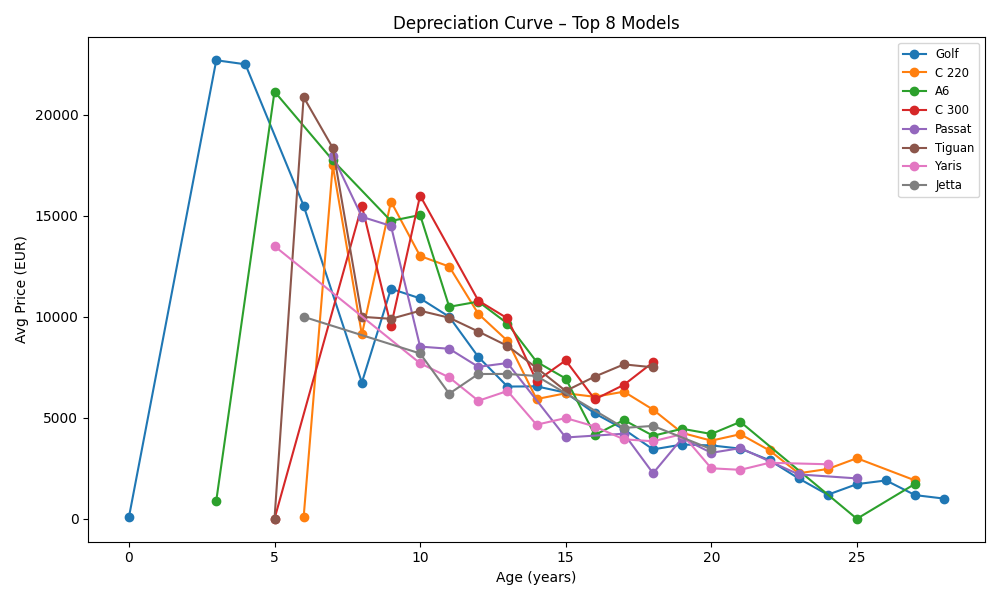 Depreciation Curve – Top 8 Models
Golf
C 220
A6
C 300
Passat
Tiguan
Yaris
Jetta
Avg Price (EUR)
20000
15000
10000
5000
0
0 5 10 15 20 25
Age (years)